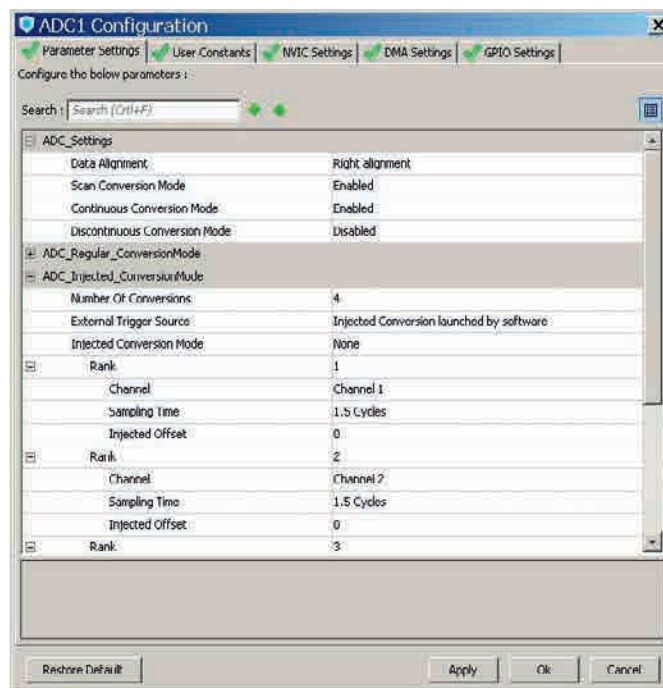 ADC1 Configuration
Parameter Settings User Constants NVIC Settings DMA Settings GPIO Settings
Configure the below parameters :
Search : Search (Crtl+F)
ADC_Settings
Data Alignment Right alignment
Scan Conversion Mode Enabled
Continuous Conversion Mode Enabled
Discontinuous Conversion Mode Disabled
ADC_Regular_ConversionMode
ADC_Injected_ConversionMode
Number Of Conversions 4
External Trigger Source Injected Conversion launched by software
Injected Conversion Mode None
Rank 1
Channel Channel 1
Sampling Time 1.5 Cycles
Injected Offset 0
Rank 2
Channel Channel 2
Sampling Time 1.5 Cycles
Injected Offset 0
Rank 3
Restore Default Apply Ok Cancel